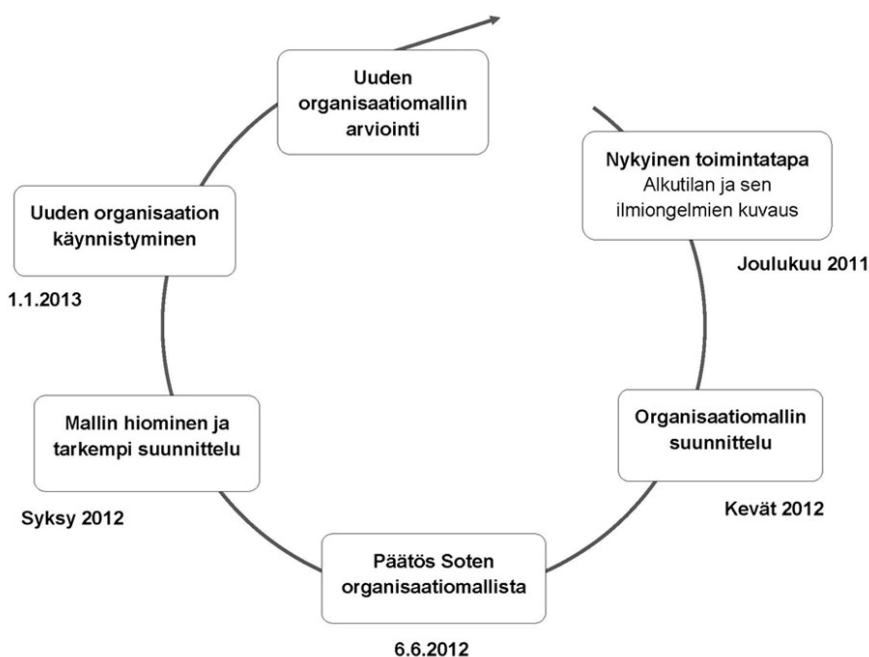 Nykyinen toimintatapa
Alkutilan ja sen
ilmiongelmien kuvaus
Joulukuu 2011
Organisaatiomallin
suunnittelu
Kevät 2012
Päätös Soten
organisaatiomallista
6.6.2012
Mallin hiominen ja
tarkempi suunnittelu
Syksy 2012
Uuden organisaation
käynnistyminen
1.1.2013
Uuden
organisaatiomallin
arviointi